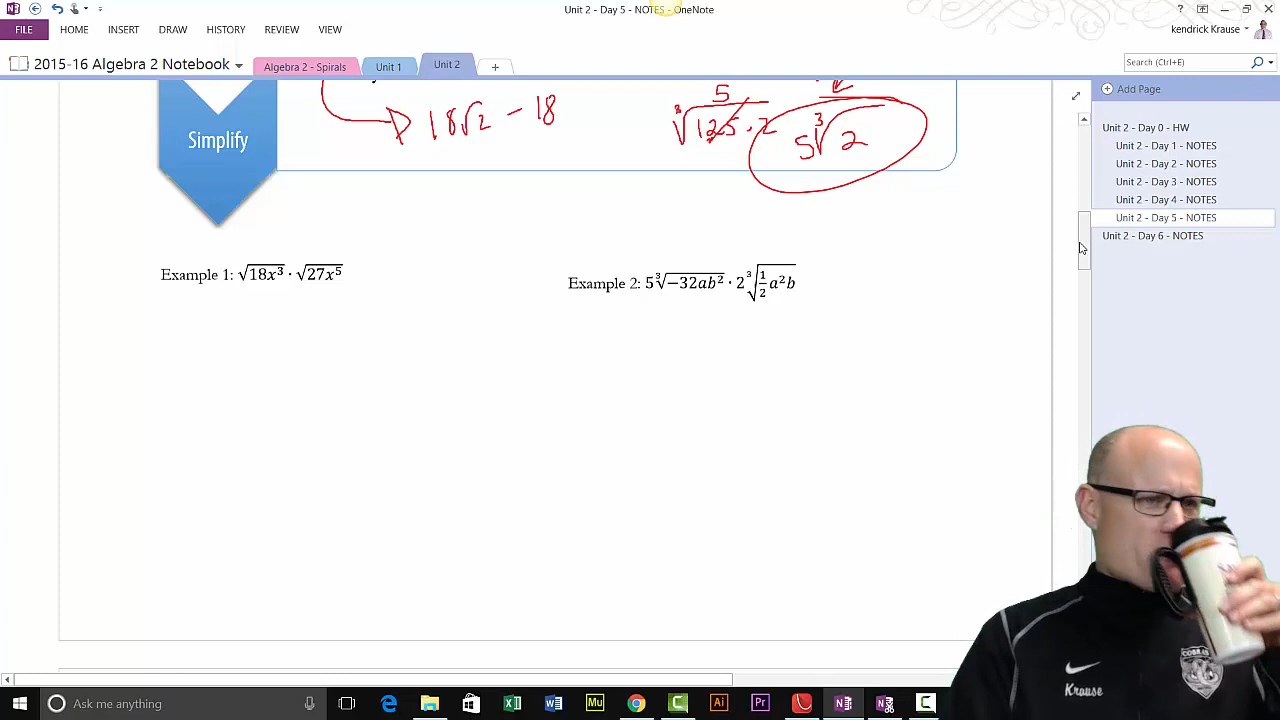 Unit 2 - Day 5 - NOTES - OneNote
FILE HOME INSERT DRAW HISTORY REVIEW VIEW
kendrick Krause
2015-16 Algebra 2 Notebook
Algebra 2 - Spirals
Unit 1
Unit 2
Search (Ctrl+E)
Add Page
Unit 2 - Day 0 - HW
Unit 2 - Day 1 - NOTES
Unit 2 - Day 2 - NOTES
Unit 2 - Day 3 - NOTES
Unit 2 - Day 4 - NOTES
Unit 2 - Day 5 - NOTES
Unit 2 - Day 6 - NOTES
Simplify
18√2 - 18
5
∛125·2
5∛2
Example 1: √18x³ · √27x⁵
Example 2: 5∛−32ab² · 2∛½a²b
Krause
COBRAS
Ask me anything